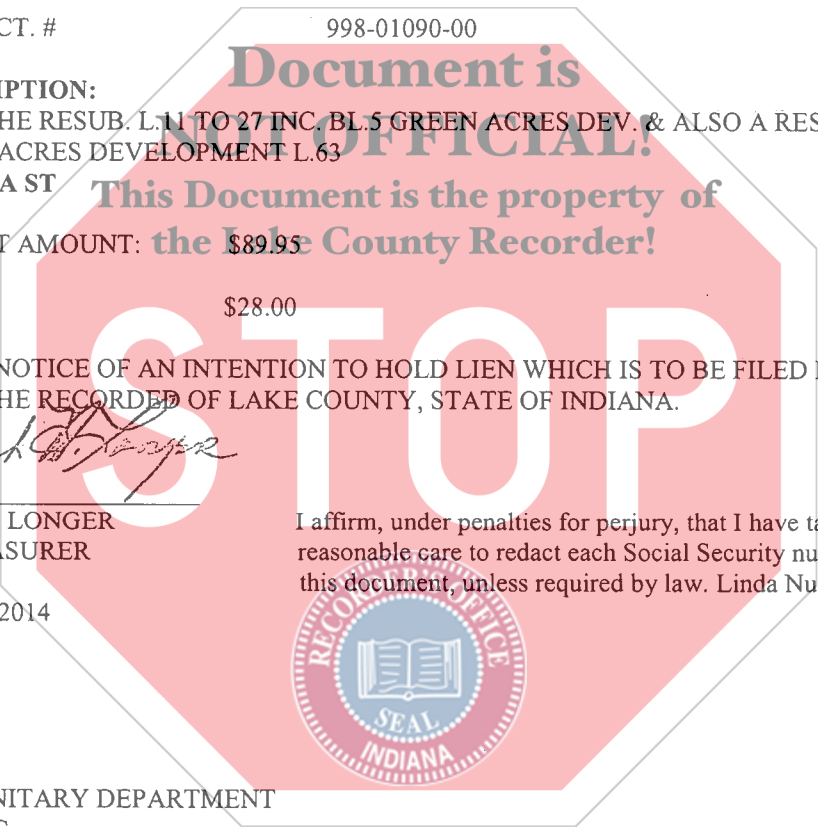 CT. # 998-01090-00
Document is
IPTION:
HE RESUB. L.11 TO 27 INC. BL.5 GREEN ACRES DEV. & ALSO A RES
NOT OFFICIAL!
ACRES DEVELOPMENT L.63
A ST
This Document is the property of
T AMOUNT: $89.95
the Lake County Recorder!
$28.00
STOP
NOTICE OF AN INTENTION TO HOLD LIEN WHICH IS TO BE FILED
HE RECORDED OF LAKE COUNTY, STATE OF INDIANA.
LONGER
ASURER
I affirm, under penalties for perjury, that I have ta
reasonable care to redact each Social Security nu
this document, unless required by law. Linda Nu
2014
RECORDER'S OFFICE
SEAL
INDIANA
NITARY DEPARTMENT